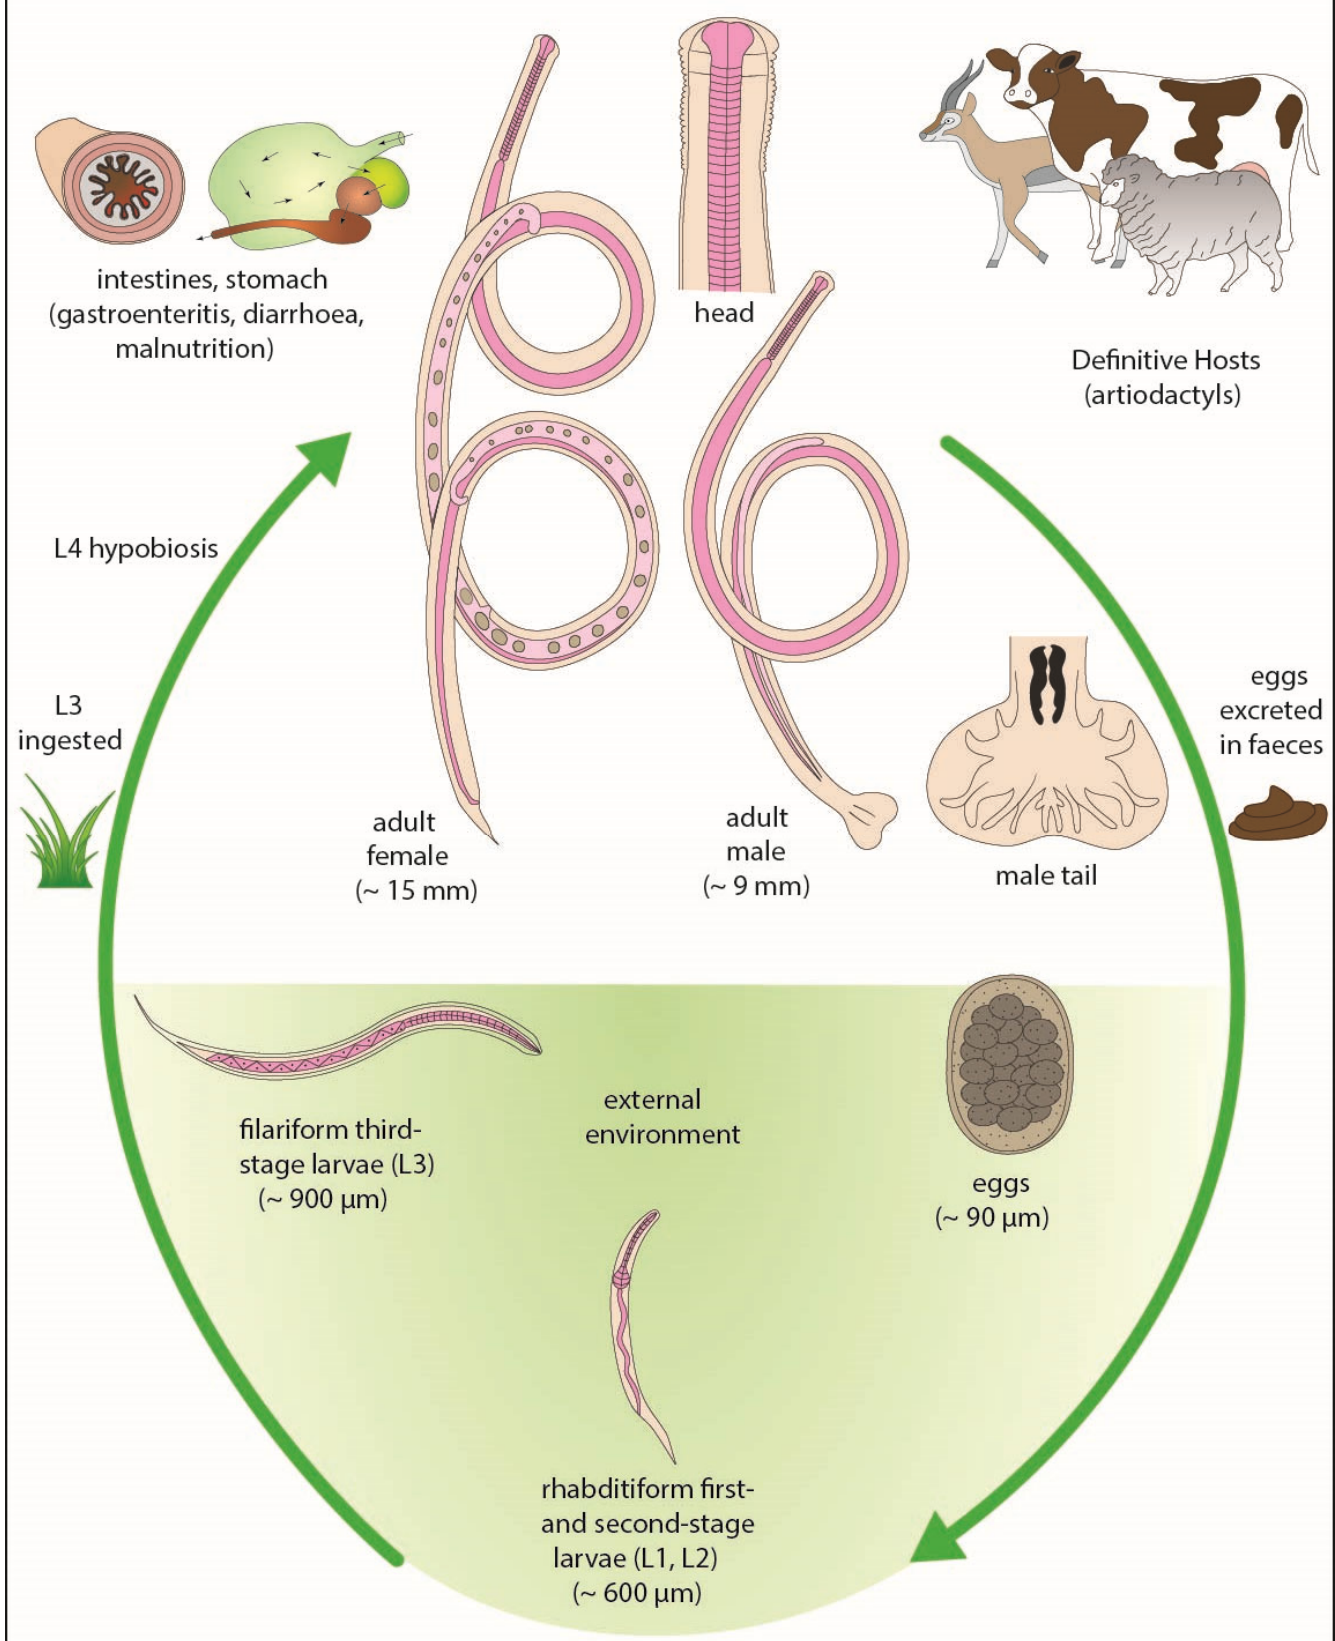 intestines, stomach
(gastroenteritis, diarrhoea,
malnutrition)
head
Definitive Hosts
(artiodactyls)
L4 hypobiosis
L3
ingested
eggs
excreted
in faeces
adult
female
(~ 15 mm)
adult
male
(~ 9 mm)
male tail
filariform third-
stage larvae (L3)
(~ 900 µm)
external
environment
eggs
(~ 90 µm)
rhabditiform first-
and second-stage
larvae (L1, L2)
(~ 600 µm)